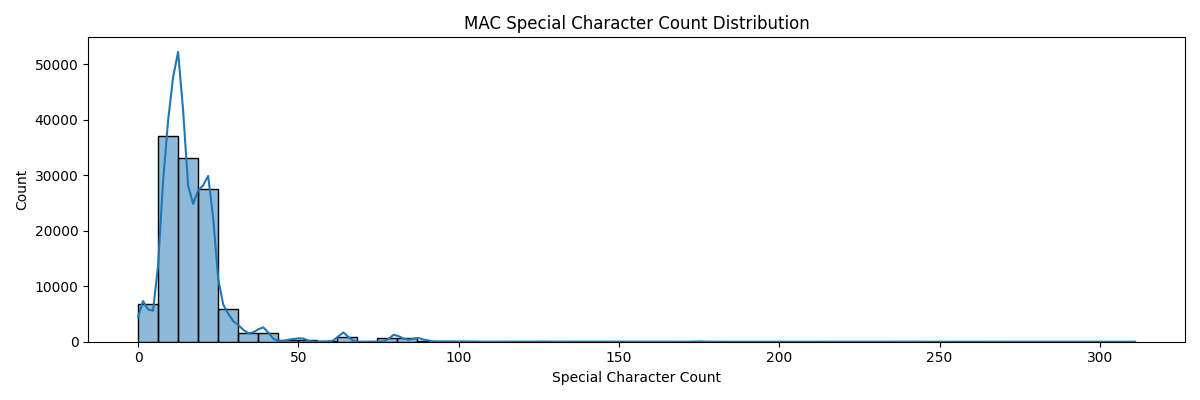 MAC Special Character Count Distribution
50000
40000
30000
20000
10000
0
Count
0 50 100 150 200 250 300
Special Character Count